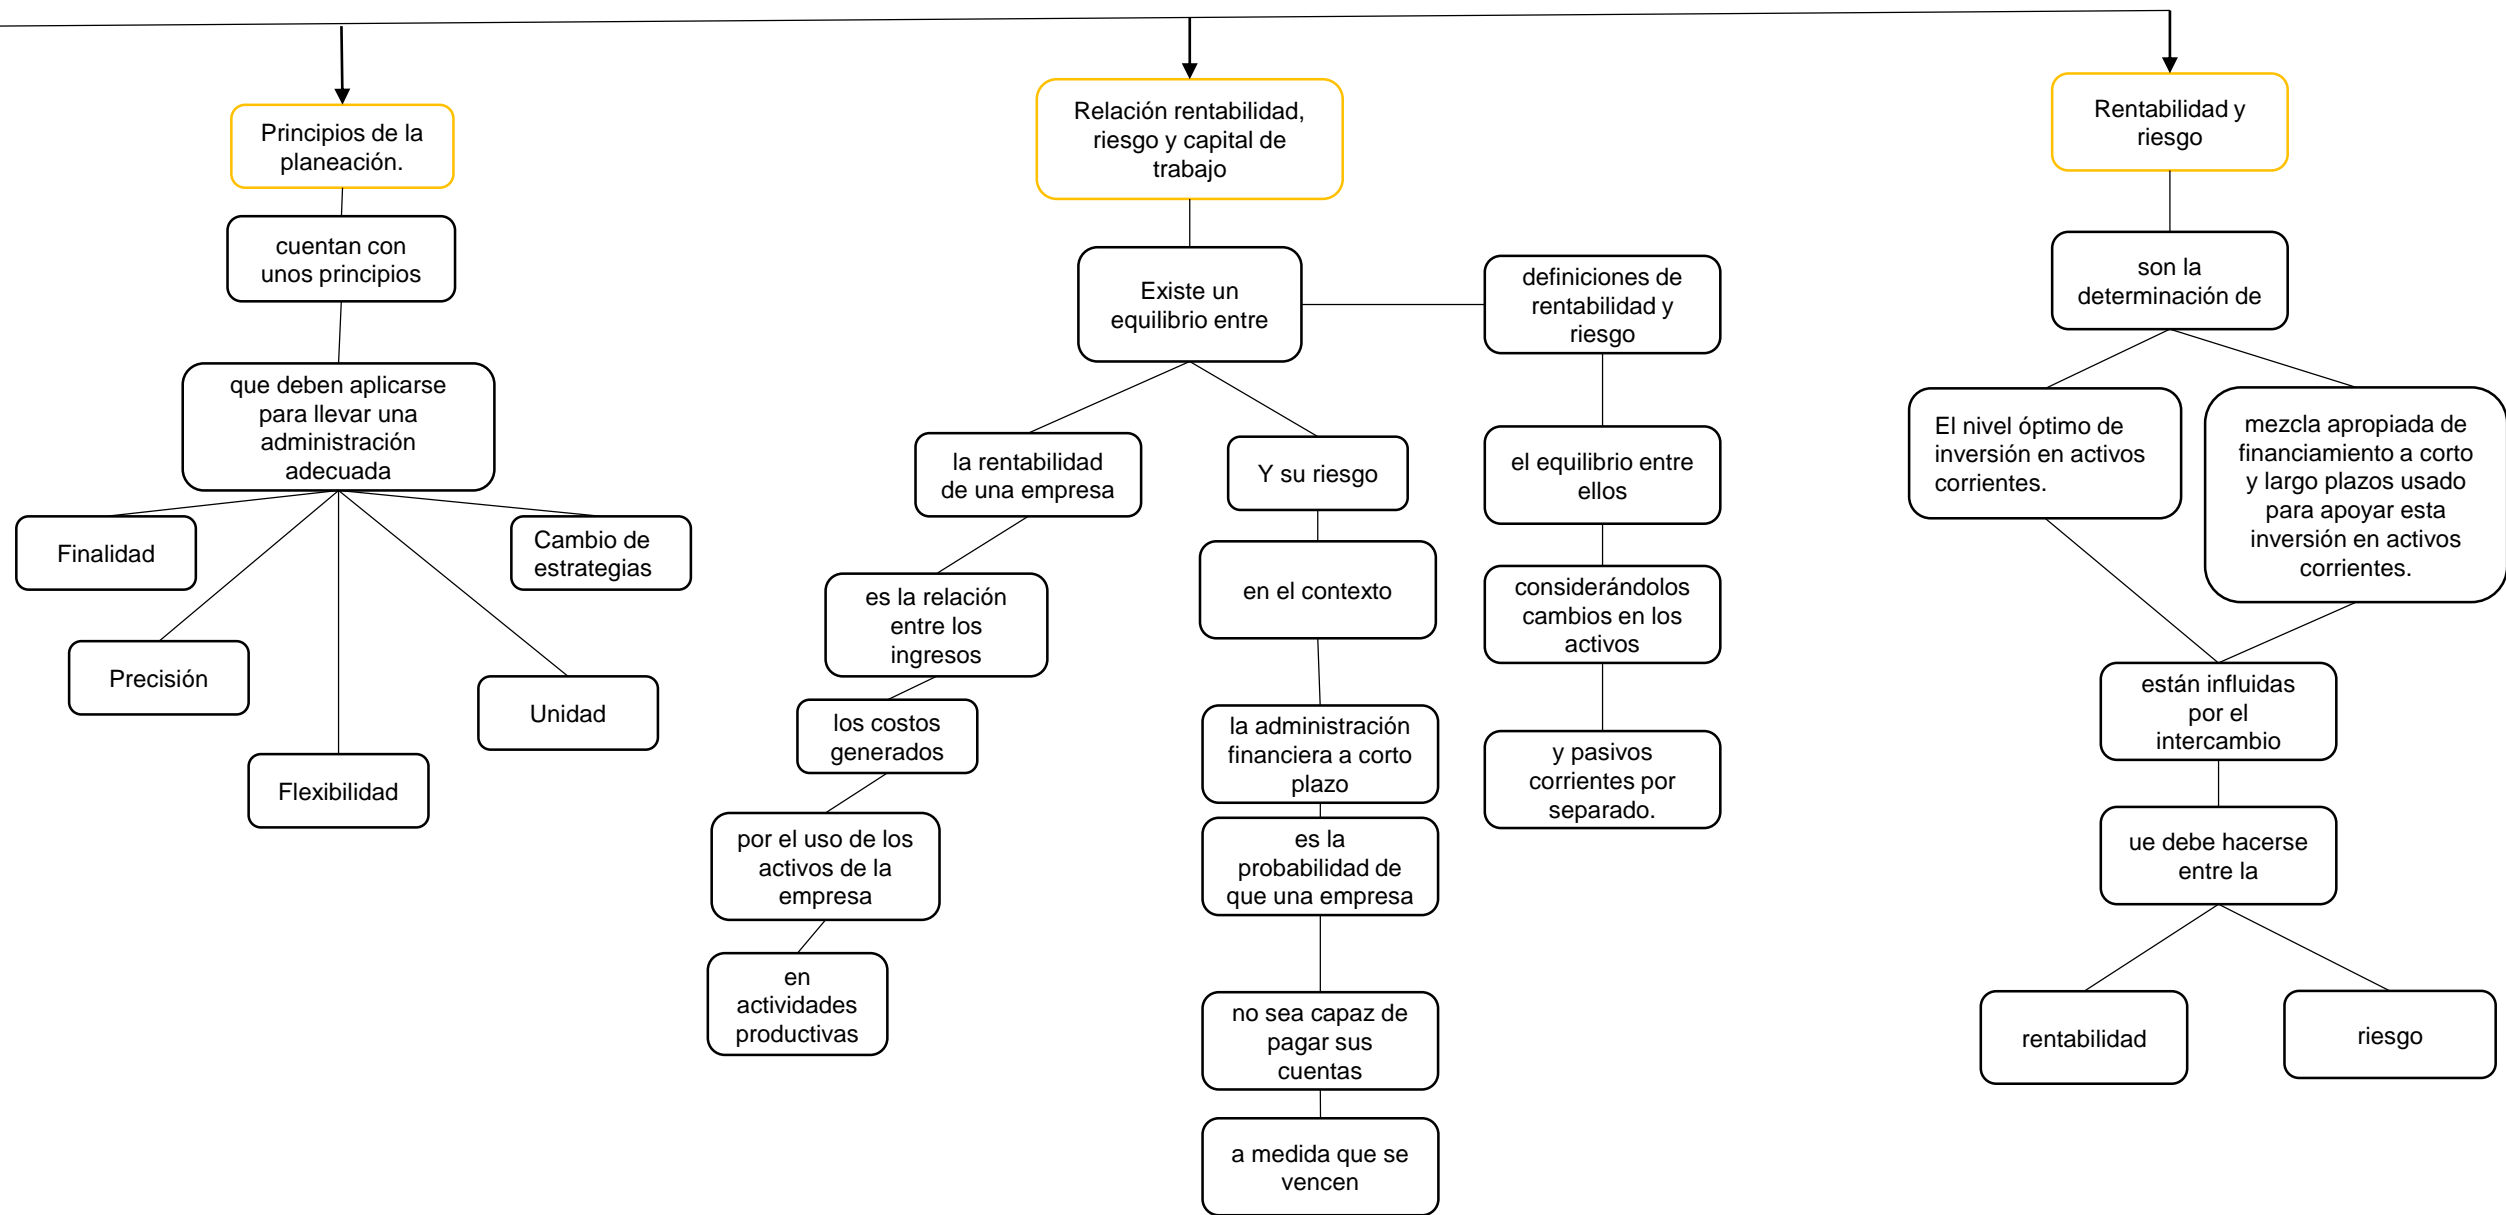 Principios de la
planeación.
cuentan con
unos principios
que deben aplicarse
para llevar una
administración
adecuada
Finalidad
Cambio de
estrategias
Precisión
Unidad
Flexibilidad
Relación rentabilidad,
riesgo y capital de
trabajo
Existe un
equilibrio entre
la rentabilidad
de una empresa
es la relación
entre los
ingresos
los costos
generados
por el uso de los
activos de la
empresa
en
actividades
productivas
Y su riesgo
en el contexto
la administración
financiera a corto
plazo
es la
probabilidad de
que una empresa
no sea capaz de
pagar sus
cuentas
a medida que se
vencen
definiciones de
rentabilidad y
riesgo
el equilibrio entre
ellos
considerándolos
cambios en los
activos
y pasivos
corrientes por
separado.
Rentabilidad y
riesgo
son la
determinación de
El nivel óptimo de
inversión en activos
corrientes.
mezcla apropiada de
financiamiento a corto
y largo plazos usado
para apoyar esta
inversión en activos
corrientes.
están influidas
por el
intercambio
ue debe hacerse
entre la
rentabilidad
riesgo